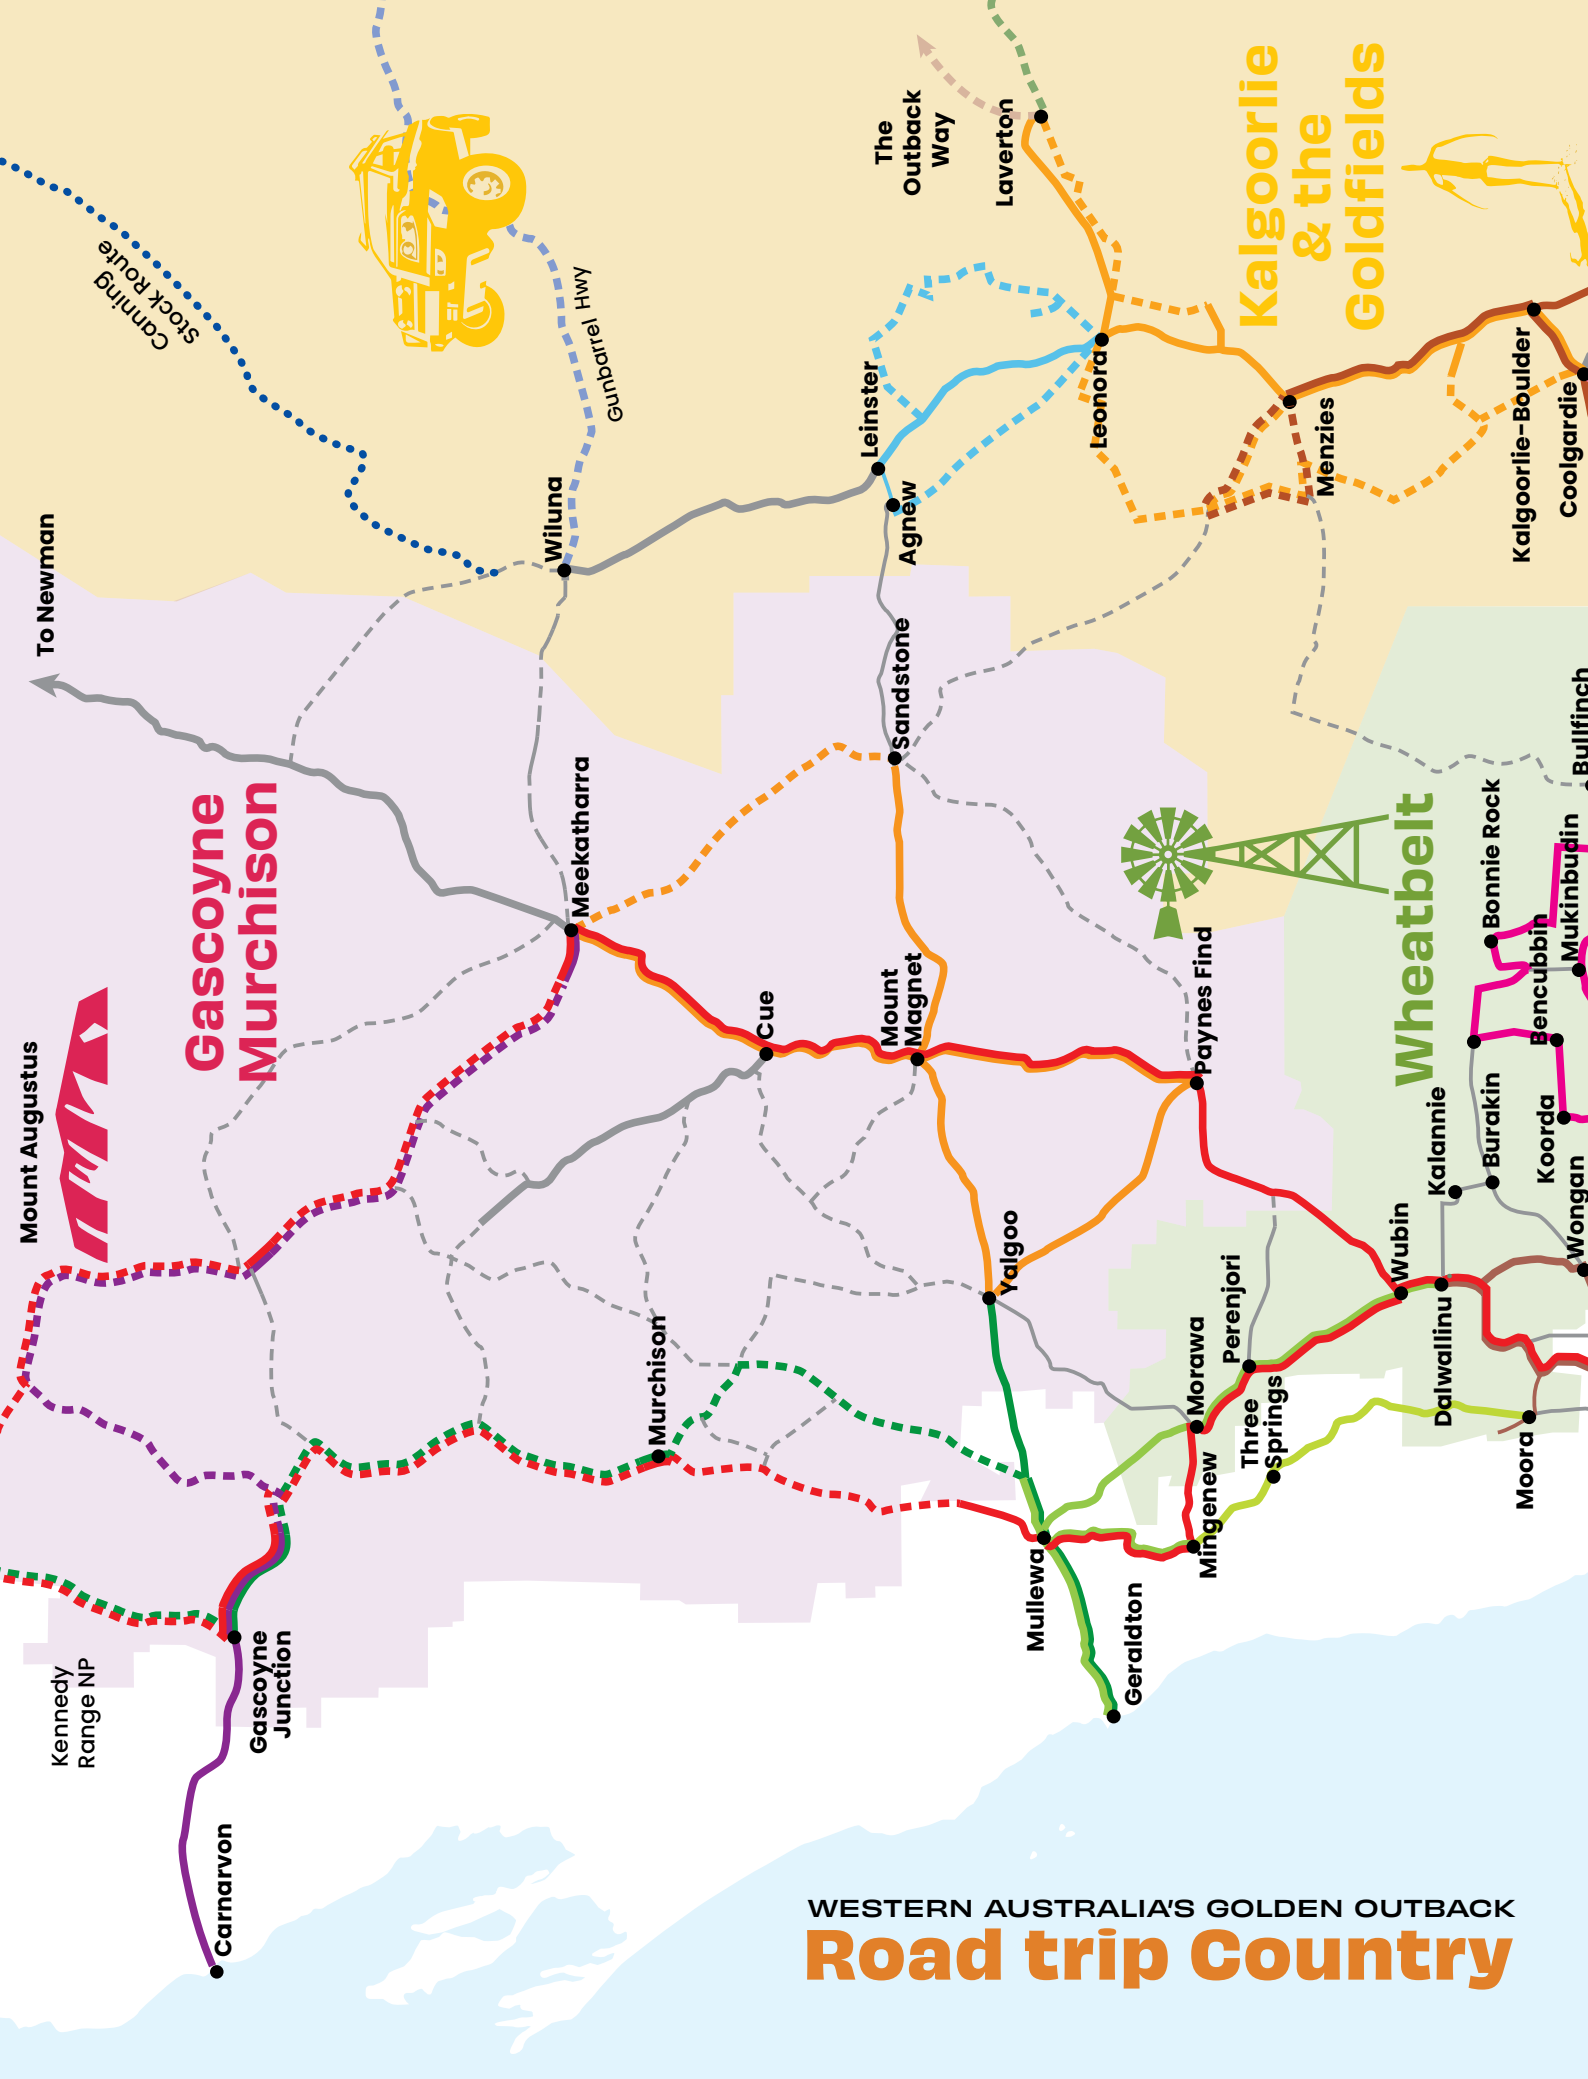 Canning
Stock Route
Gunbarrel Hwy
The
Outback
Way
Laverton
Kalgoorlie
& the
Goldfields
Leinster
Leonora
Agnew
Menzies
Kalgoorlie–Boulder
Coolgardie
Wiluna
To Newman
Sandstone
Meekatharra
Gascoyne
Murchison
Mount Augustus
Cue
Mount
Magnet
Paynes Find
Wheatbelt
Bullfinch
Bonnie Rock
Mukinbudin
Bencubbin
Koorda
Burakin
Kalannie
Wongan
Wubin
Dalwallinu
Yalgoo
Perenjori
Morawa
Three
Springs
Moora
Mingenew
Mullewa
Geraldton
Murchison
Kennedy
Range NP
Gascoyne
Junction
Carnarvon
WESTERN AUSTRALIA'S GOLDEN OUTBACK
Road trip Country